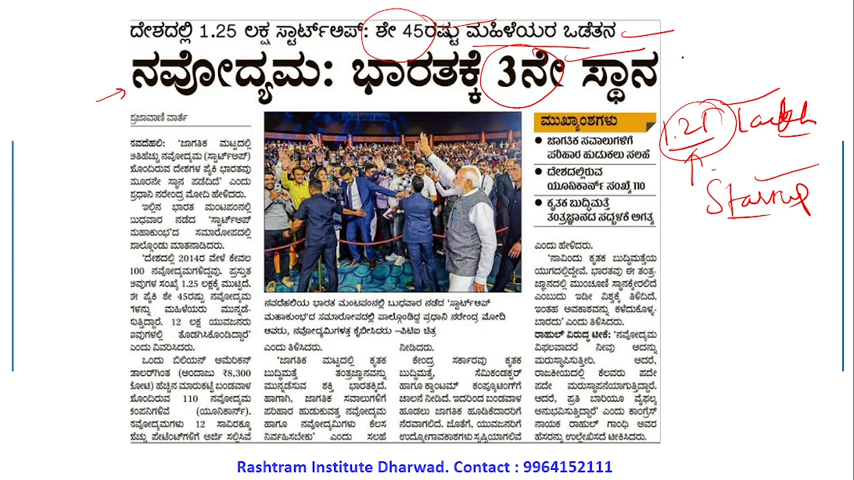 ದೇಶದಲ್ಲಿ 1.25 ಲಕ್ಷ ಸ್ಟಾರ್ಟ್‌ಆಪ್: ಶೇ 45ರಷ್ಟು ಮಹಿಳೆಯರ ಒಡೆತನ
ನವೋದ್ಯಮ: ಭಾರತಕ್ಕೆ 3ನೇ ಸ್ಥಾನ
1.25 Lakh
Startup
ಪ್ರಜಾವಾಣಿ ವಾರ್ತೆ
ನವದೆಹಲಿ: 'ಜಾಗತಿಕ ಮಟ್ಟದಲ್ಲಿ
ಅತಿಹೆಚ್ಚು ನವೋದ್ಯಮ (ಸ್ಟಾರ್ಟ್‌ಆಪ್)
ಹೊಂದಿರುವ ದೇಶಗಳ ಪೈಕಿ ಭಾರತವು
ಮೂರನೇ ಸ್ಥಾನ ಪಡೆದಿದೆ' ಎಂದು
ಪ್ರಧಾನಿ ನರೇಂದ್ರ ಮೋದಿ ಹೇಳಿದರು.
ಇಲ್ಲಿನ ಭಾರತ ಮಂಟಪಂನಲ್ಲಿ
ಬುಧವಾರ ನಡೆದ 'ಸ್ಟಾರ್ಟ್‌ಆಪ್
ಮಹಾಕುಂಭ'ದ ಸಮಾರೋಪದಲ್ಲಿ
ಪಾಲ್ಗೊಂಡು ಮಾತನಾಡಿದರು.
'ದೇಶದಲ್ಲಿ 2014ರ ವೇಳೆ ಕೇವಲ
100 ನವೋದ್ಯಮಗಳಿದ್ದವು. ಪ್ರಸ್ತುತ
ಅವುಗಳ ಸಂಖ್ಯೆ 1.25 ಲಕ್ಷಕ್ಕೆ ಮುಟ್ಟಿದೆ.
ಈ ಪೈಕಿ ಶೇ 45ರಷ್ಟು ನವೋದ್ಯಮ
ಗಳನ್ನು ಮಹಿಳೆಯರು ಮುನ್ನಡೆ-
ಸುತ್ತಿದ್ದಾರೆ. 12 ಲಕ್ಷ ಯುವಜನರು
ಇವುಗಳಲ್ಲಿ ತೊಡಗಿಸಿಕೊಂಡಿದ್ದಾರೆ'
ಎಂದು ವಿವರಿಸಿದರು.
ಒಂದು ಬಿಲಿಯನ್ ಅಮೆರಿಕನ್
ಡಾಲರ್‌ಗಿಂತ (ಅಂದಾಜು ₹8,300
ಕೋಟಿ) ಹೆಚ್ಚಿನ ಮಾರುಕಟ್ಟೆ ಬಂಡವಾಳ
ಹೊಂದಿರುವ 110 ನವೋದ್ಯಮ
ಕಂಪನಿಗಳಿವೆ (ಯೂನಿಕಾರ್ನ್).
ನವೋದ್ಯಮಗಳು 12 ಸಾವಿರಕ್ಕೂ
ಹೆಚ್ಚು ಪೇಟೆಂಟ್‌ಗಳಿಗೆ ಅರ್ಜಿ ಸಲ್ಲಿಸಿವೆ
ನವದೆಹಲಿಯ ಭಾರತ ಮಂಟಪಂನಲ್ಲಿ ಬುಧವಾರ ನಡೆದ 'ಸ್ಟಾರ್ಟ್‌ಆಪ್
ಮಹಾಕುಂಭ'ದ ಸಮಾರೋಪದಲ್ಲಿ ಪಾಲ್ಗೊಂಡಿದ್ದ ಪ್ರಧಾನಿ ನರೇಂದ್ರ ಮೋದಿ
ಅವರು, ನವೋದ್ಯಮಿಗಳತ್ತ ಕೈಬೀಸಿದರು –ಪಿಟಿಐ ಚಿತ್ರ
ಎಂದು ತಿಳಿಸಿದರು.
'ಜಾಗತಿಕ ಮಟ್ಟದಲ್ಲಿ ಕೃತಕ
ಬುದ್ಧಿಮತ್ತೆ ತಂತ್ರಜ್ಞಾನವನ್ನು
ಮುನ್ನಡೆಸುವ ಶಕ್ತಿ ಭಾರತಕ್ಕಿದೆ.
ಹಾಗಾಗಿ, ಜಾಗತಿಕ ಸವಾಲುಗಳಿಗೆ
ಪರಿಹಾರ ಹುಡುಕುವತ್ತ ನವೋದ್ಯಮ
ಹಾಗೂ ನವೋದ್ಯಮಿಗಳು ಕೆಲಸ
ನಿರ್ವಹಿಸಬೇಕು' ಎಂದು ಸಲಹೆ
ನೀಡಿದರು.
ಕೇಂದ್ರ ಸರ್ಕಾರವು ಕೃತಕ
ಬುದ್ಧಿಮತ್ತೆ, ಸೆಮಿಕಂಡಕ್ಟರ್
ಹಾಗೂ ಕ್ವಾಂಟಮ್ ಕಂಪ್ಯೂಟಿಂಗ್‌ಗೆ
ಚಾಲನೆ ನೀಡಿದೆ. ಇದರಿಂದ ಬಂಡವಾಳ
ಹೂಡಲು ಜಾಗತಿಕ ಹೂಡಿಕೆದಾರರಿಗೆ
ನೆರವಾಗಲಿದೆ. ಜೊತೆಗೆ, ಯುವಜನರಿಗೆ
ಉದ್ಯೋಗಾವಕಾಶಗಳು ಸೃಷ್ಟಿಯಾಗಲಿವೆ
ಮುಖ್ಯಾಂಶಗಳು
● ಜಾಗತಿಕ ಸವಾಲುಗಳಿಗೆ
ಪರಿಹಾರ ಹುಡುಕಲು ಸಲಹೆ
● ದೇಶದಲ್ಲಿರುವ
ಯೂನಿಕಾರ್ನ್ ಸಂಖ್ಯೆ 110
● ಕೃತಕ ಬುದ್ಧಿಮತ್ತೆ
ತಂತ್ರಜ್ಞಾನದ ಸದ್ಬಳಕೆ ಅಗತ್ಯ
ಎಂದು ಹೇಳಿದರು.
'ನಾವಿಂದು ಕೃತಕ ಬುದ್ಧಿಮತ್ತೆಯ
ಯುಗದಲ್ಲಿದ್ದೇವೆ. ಭಾರತವು ಈ ತಂತ್ರ-
ಜ್ಞಾನದಲ್ಲಿ ಮುಂಚೂಣಿ ಸ್ಥಾನಕ್ಕೇರಲಿದೆ
ಎಂಬುದು ಇಡೀ ವಿಶ್ವಕ್ಕೆ ತಿಳಿದಿದೆ.
ಇಂತಹ ಅವಕಾಶವನ್ನು ಕಳೆದುಕೊಳ್ಳ-
ಬಾರದು' ಎಂದು ತಿಳಿಸಿದರು.
ರಾಹುಲ್ ವಿರುದ್ಧ ಟೀಕೆ: 'ನವೋದ್ಯಮ
ವಿಫಲವಾದರೆ ನೀವು ಅದನ್ನು
ಮರುಸ್ಥಾಪಿಸುತ್ತೀರಿ. ಆದರೆ,
ರಾಜಕೀಯದಲ್ಲಿ ಕೆಲವರು ಪದೇ
ಪದೇ ಮರುಸ್ಥಾಪನೆಯಾಗುತ್ತಿದ್ದಾರೆ.
ಆದರೆ, ಪ್ರತಿ ಬಾರಿಯೂ ವೈಫಲ್ಯ
ಅನುಭವಿಸುತ್ತಿದ್ದಾರೆ' ಎಂದು ಕಾಂಗ್ರೆಸ್
ನಾಯಕ ರಾಹುಲ್ ಗಾಂಧಿ ಅವರ
ಹೆಸರನ್ನು ಉಲ್ಲೇಖಿಸದೆ ಟೀಕಿಸಿದರು.
Rashtram Institute Dharwad. Contact : 9964152111